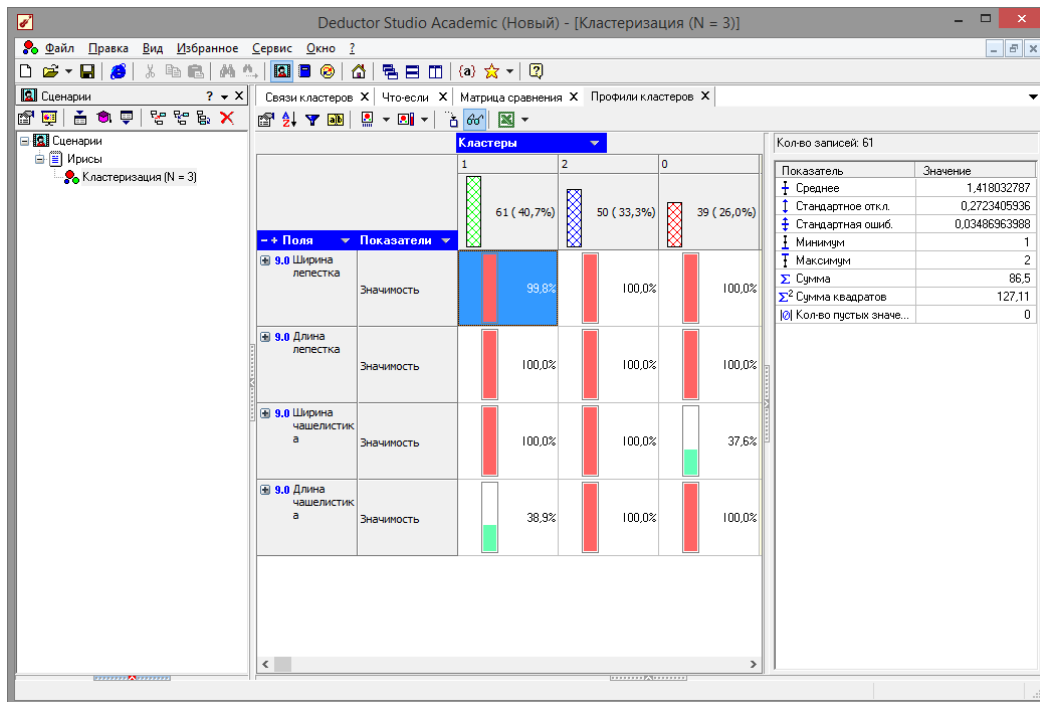 Deductor Studio Academic (Новый) - [Кластеризация (N = 3)]
Файл Правка Вид Избранное Сервис Окно ?
Сценарии
Сценарии
Ирисы
Кластеризация (N = 3)
Связи кластеров X Что-если X Матрица сравнения X Профили кластеров X
Кластеры
1 2 0
61 (40,7%) 50 (33,3%) 39 (26,0%)
− + Поля Показатели
9.0 Ширина лепестка Значимость 99,8% 100,0% 100,0%
9.0 Длина лепестка Значимость 100,0% 100,0% 100,0%
9.0 Ширина чашелистик а Значимость 100,0% 100,0% 37,6%
9.0 Длина чашелистик а Значимость 38,9% 100,0% 100,0%
Кол-во записей: 61
Показатель Значение
Среднее 1,418032787
Стандартное откл. 0,2723405936
Стандартная ошиб. 0,03486963988
Минимум 1
Максимум 2
Σ Сумма 86,5
Σ² Сумма квадратов 127,11
|0| Кол-во пустых значе... 0